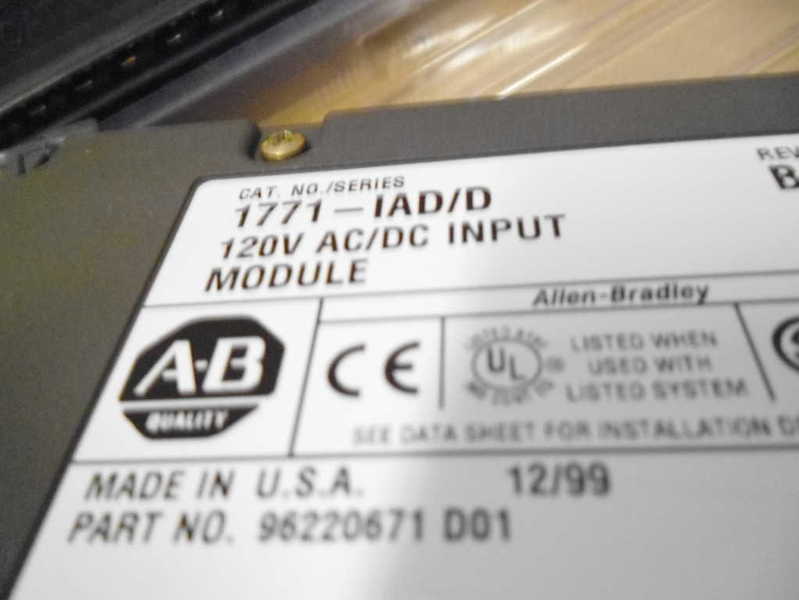 CAT. NO./SERIES
1771-IAD/D
120V AC/DC INPUT
MODULE
REV
B
Allen-Bradley
A-B
QUALITY
CE
UL
LISTED WHEN
USED WITH
LISTED SYSTEM
SEE DATA SHEET FOR INSTALLATION D
MADE IN U.S.A. 12/99
PART NO. 96220671 D01